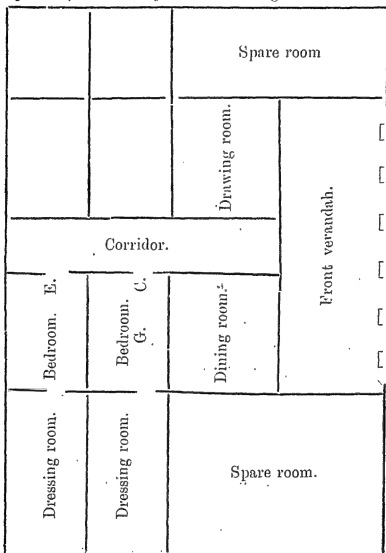 Spare room
Drawing room.
Front verandah.
Corridor.
Bedroom. E.
Bedroom. C.
G.
Dining room.
Dressing room.
Dressing room.
Spare room.